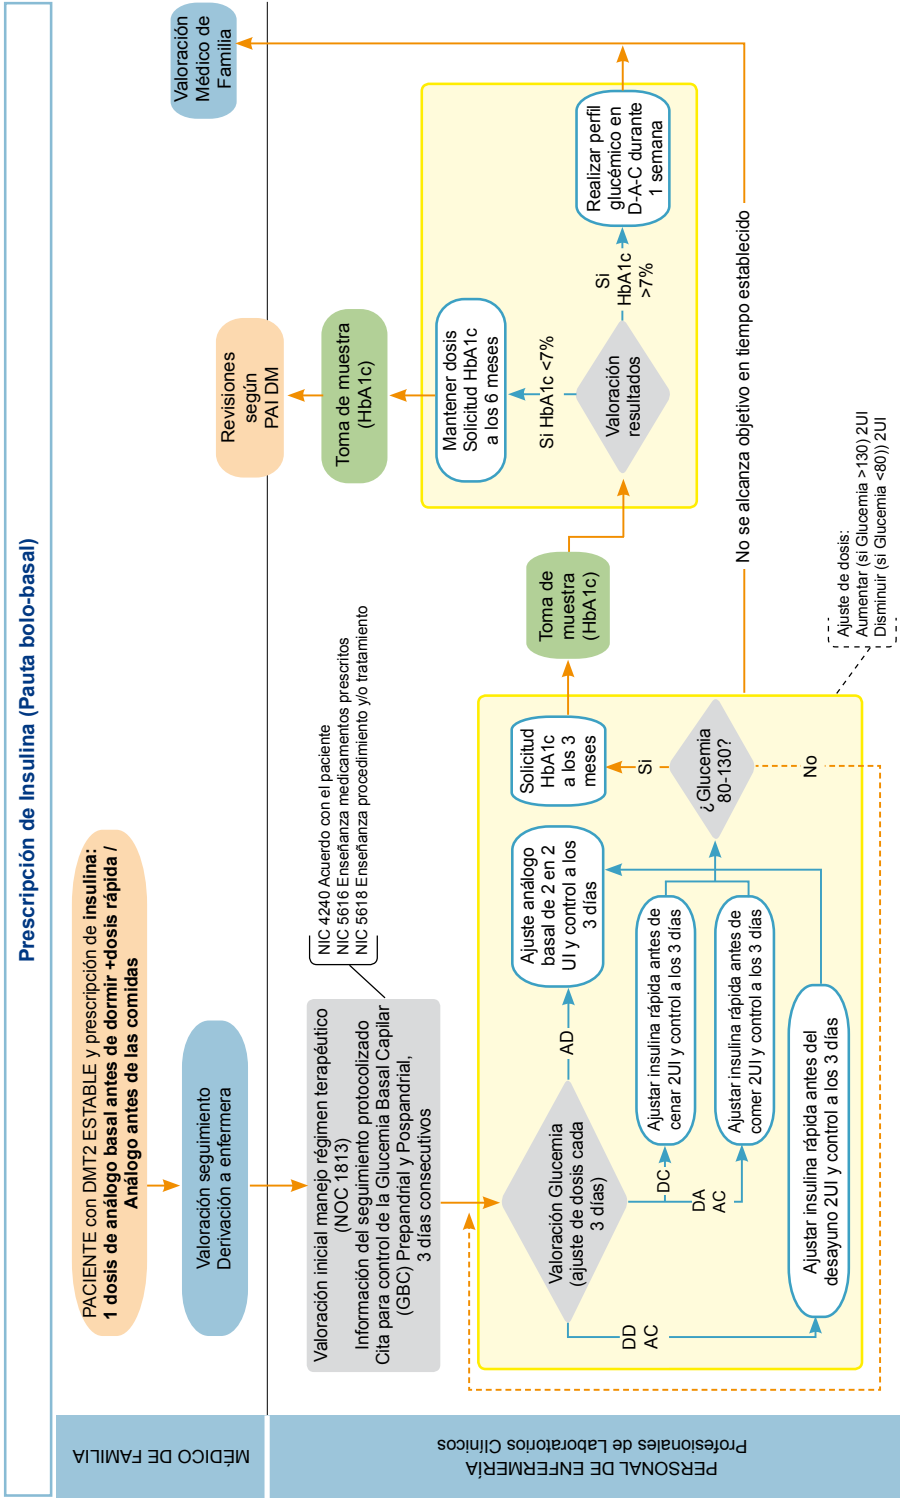 Prescripción de Insulina (Pauta bolo-basal)
MÉDICO DE FAMILIA
PACIENTE con DMT2 ESTABLE y prescripción de insulina:
1 dosis de análogo basal antes de dormir +dosis rápida /
Análogo antes de las comidas
Valoración seguimiento
Derivación a enfermera
Valoración
Médico de
Familia
Revisiones
según
PAI DM
PERSONAL DE ENFERMERÍA
Profesionales de Laboratorios Clínicos
Valoración inicial manejo régimen terapéutico
(NOC 1813)
Información del seguimiento protocolizado
Cita para control de la Glucemia Basal Capilar
(GBC) Prepandrial y Pospandrial,
3 días consecutivos
NIC 4240 Acuerdo con el paciente
NIC 5616 Enseñanza medicamentos prescritos
NIC 5618 Enseñanza procedimiento y/o tratamiento
Valoración Glucemia
(ajuste de dosis cada
3 días)
AD
Ajuste análogo
basal de 2 en 2
UI y control a los
3 días
DC
Ajustar insulina rápida antes de
cenar 2UI y control a los 3 días
DA
AC
Ajustar insulina rápida antes de
comer 2UI y control a los 3 días
DD
AC
Ajustar insulina rápida antes del
desayuno 2UI y control a los 3 días
¿Glucemia
80-130?
Si
No
Solicitud
HbA1c
a los 3
meses
Toma de
muestra
(HbA1c)
Valoración
resultados
Si HbA1c <7%
Mantener dosis
Solicitud HbA1c
a los 6 meses
Toma de muestra
(HbA1c)
Si
HbA1c
>7%
Realizar perfil
glucémico en
D-A-C durante
1 semana
No se alcanza objetivo en tiempo establecido
Ajuste de dosis:
Aumentar (si Glucemia >130) 2UI
Disminuir (si Glucemia <80)) 2UI